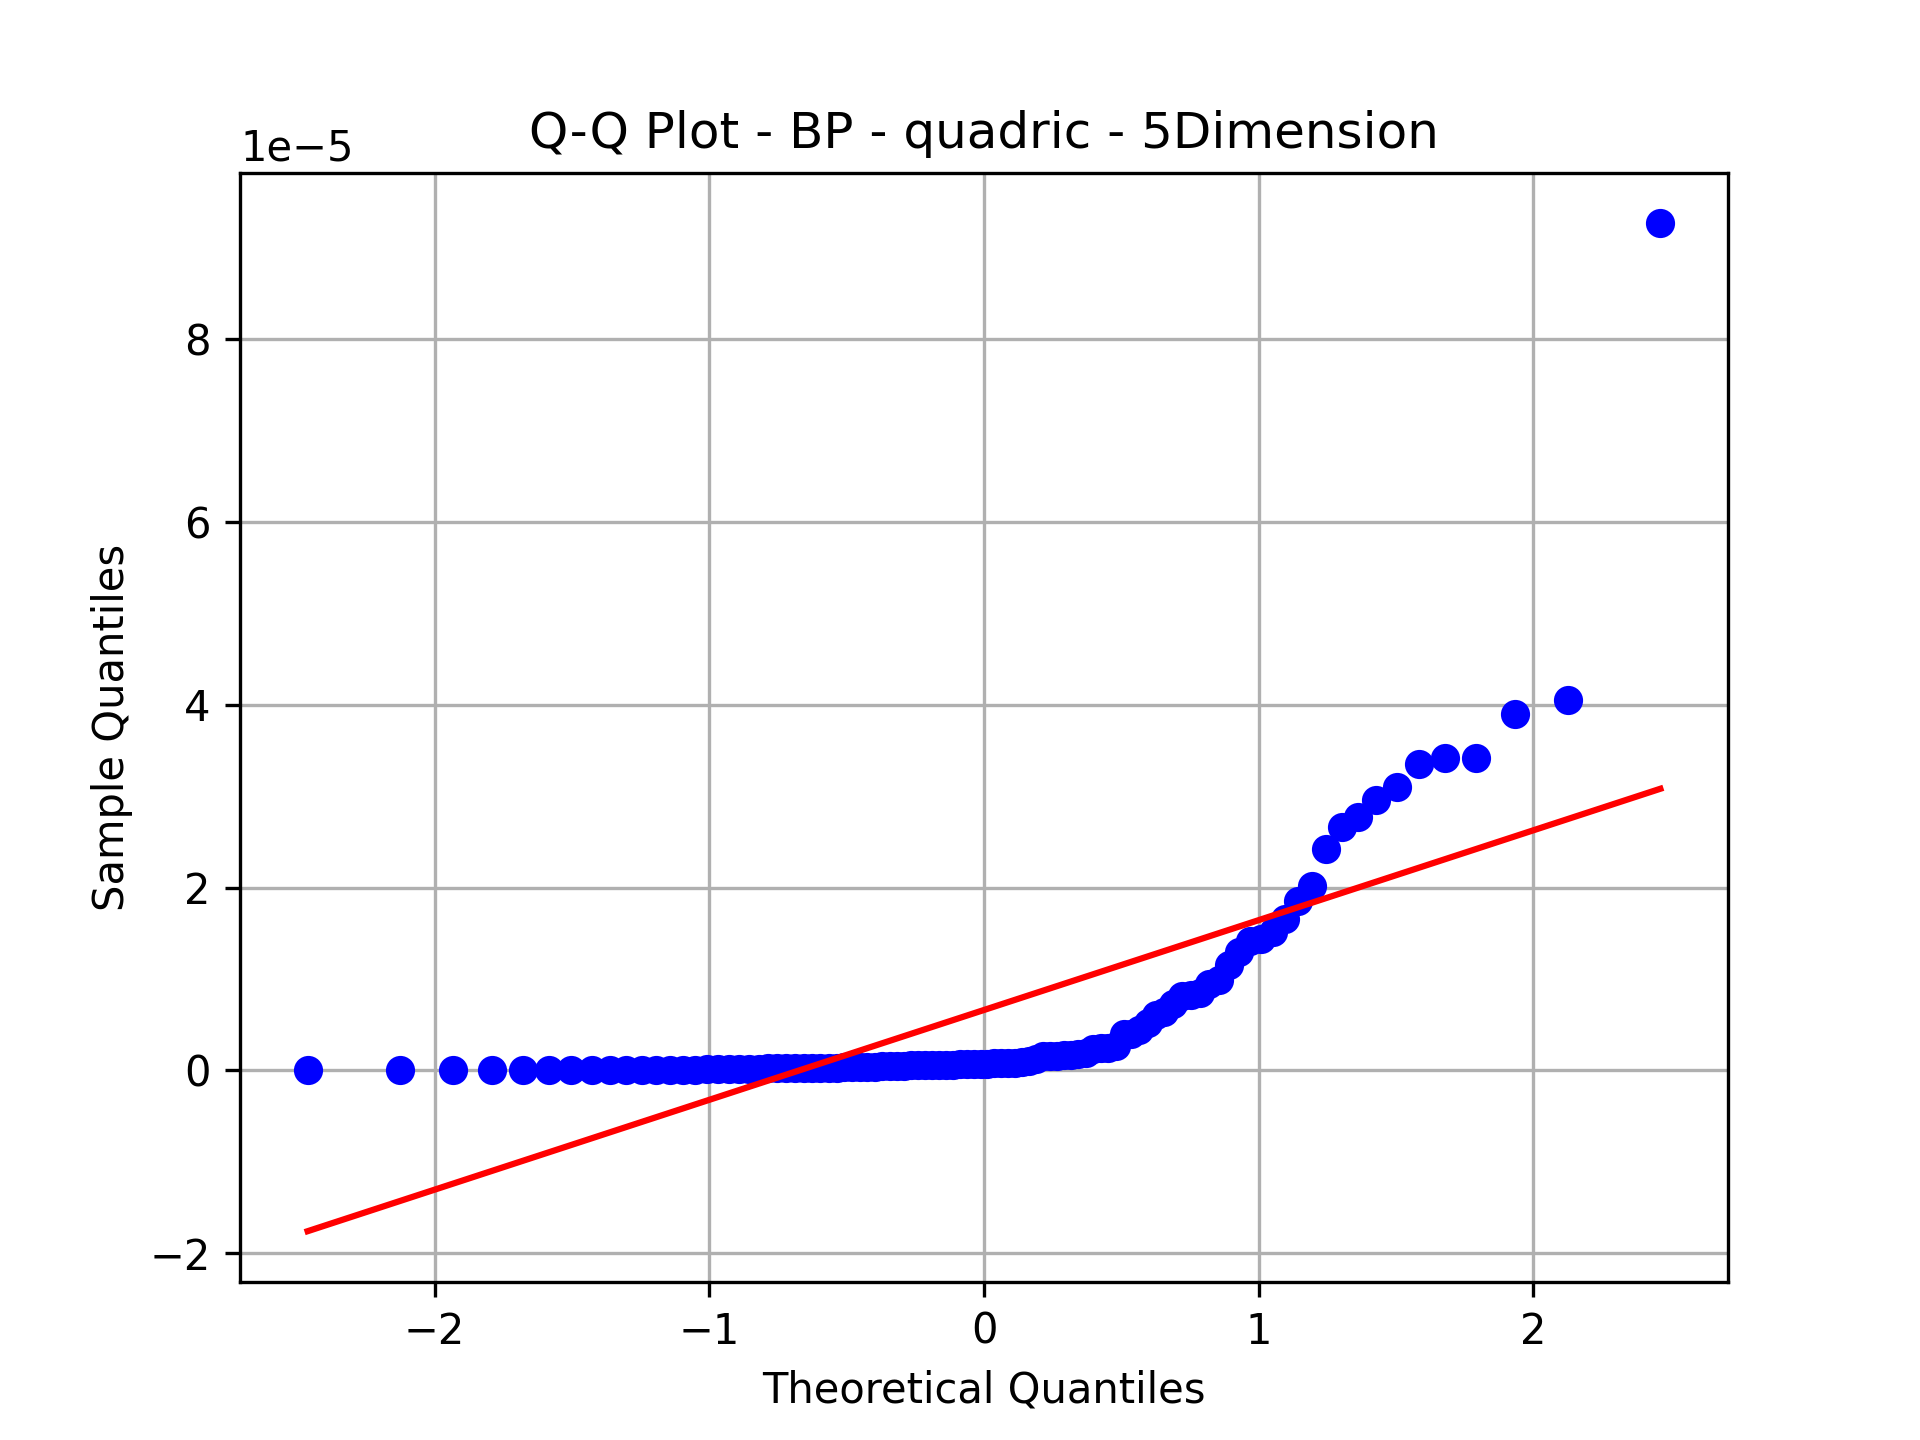 Q-Q Plot - BP - quadric - 5Dimension
1e−5
8
6
4
2
0
−2
Sample Quantiles
−2 −1 0 1 2
Theoretical Quantiles